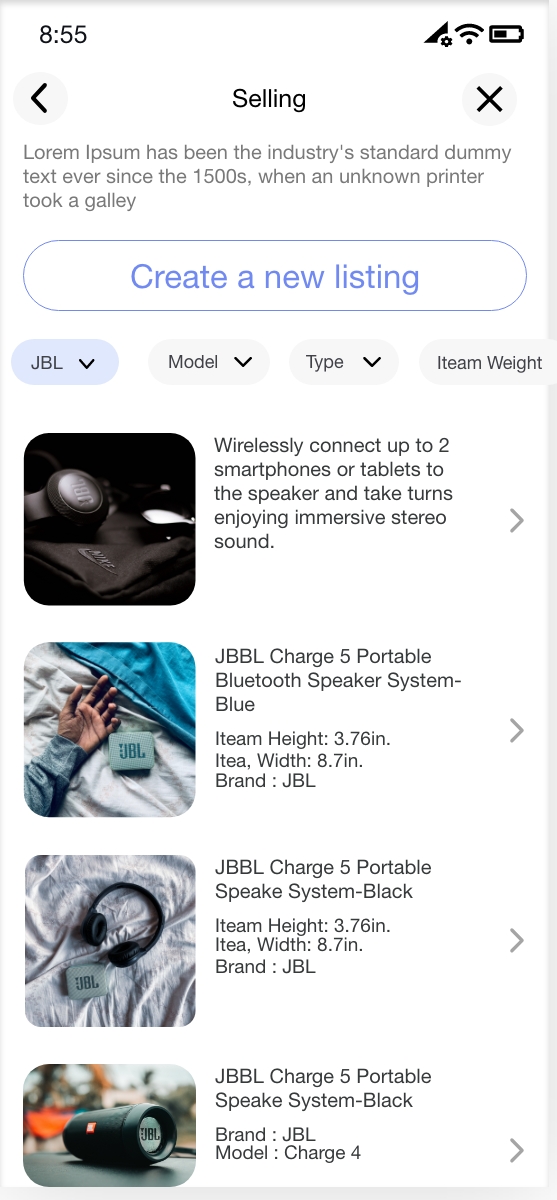 8:55
Selling
Lorem Ipsum has been the industry's standard dummy
text ever since the 1500s, when an unknown printer
took a galley
Create a new listing
JBL
Model
Type
Iteam Weight
Wirelessly connect up to 2
smartphones or tablets to
the speaker and take turns
enjoying immersive stereo
sound.
JBL
NIKE
JBBL Charge 5 Portable
Bluetooth Speaker System-
Blue
Iteam Height: 3.76in.
Itea, Width: 8.7in.
Brand : JBL
JBL
JBBL Charge 5 Portable
Speake System-Black
Iteam Height: 3.76in.
Itea, Width: 8.7in.
Brand : JBL
JBL
JBBL Charge 5 Portable
Speake System-Black
Brand : JBL
Model : Charge 4
JBL